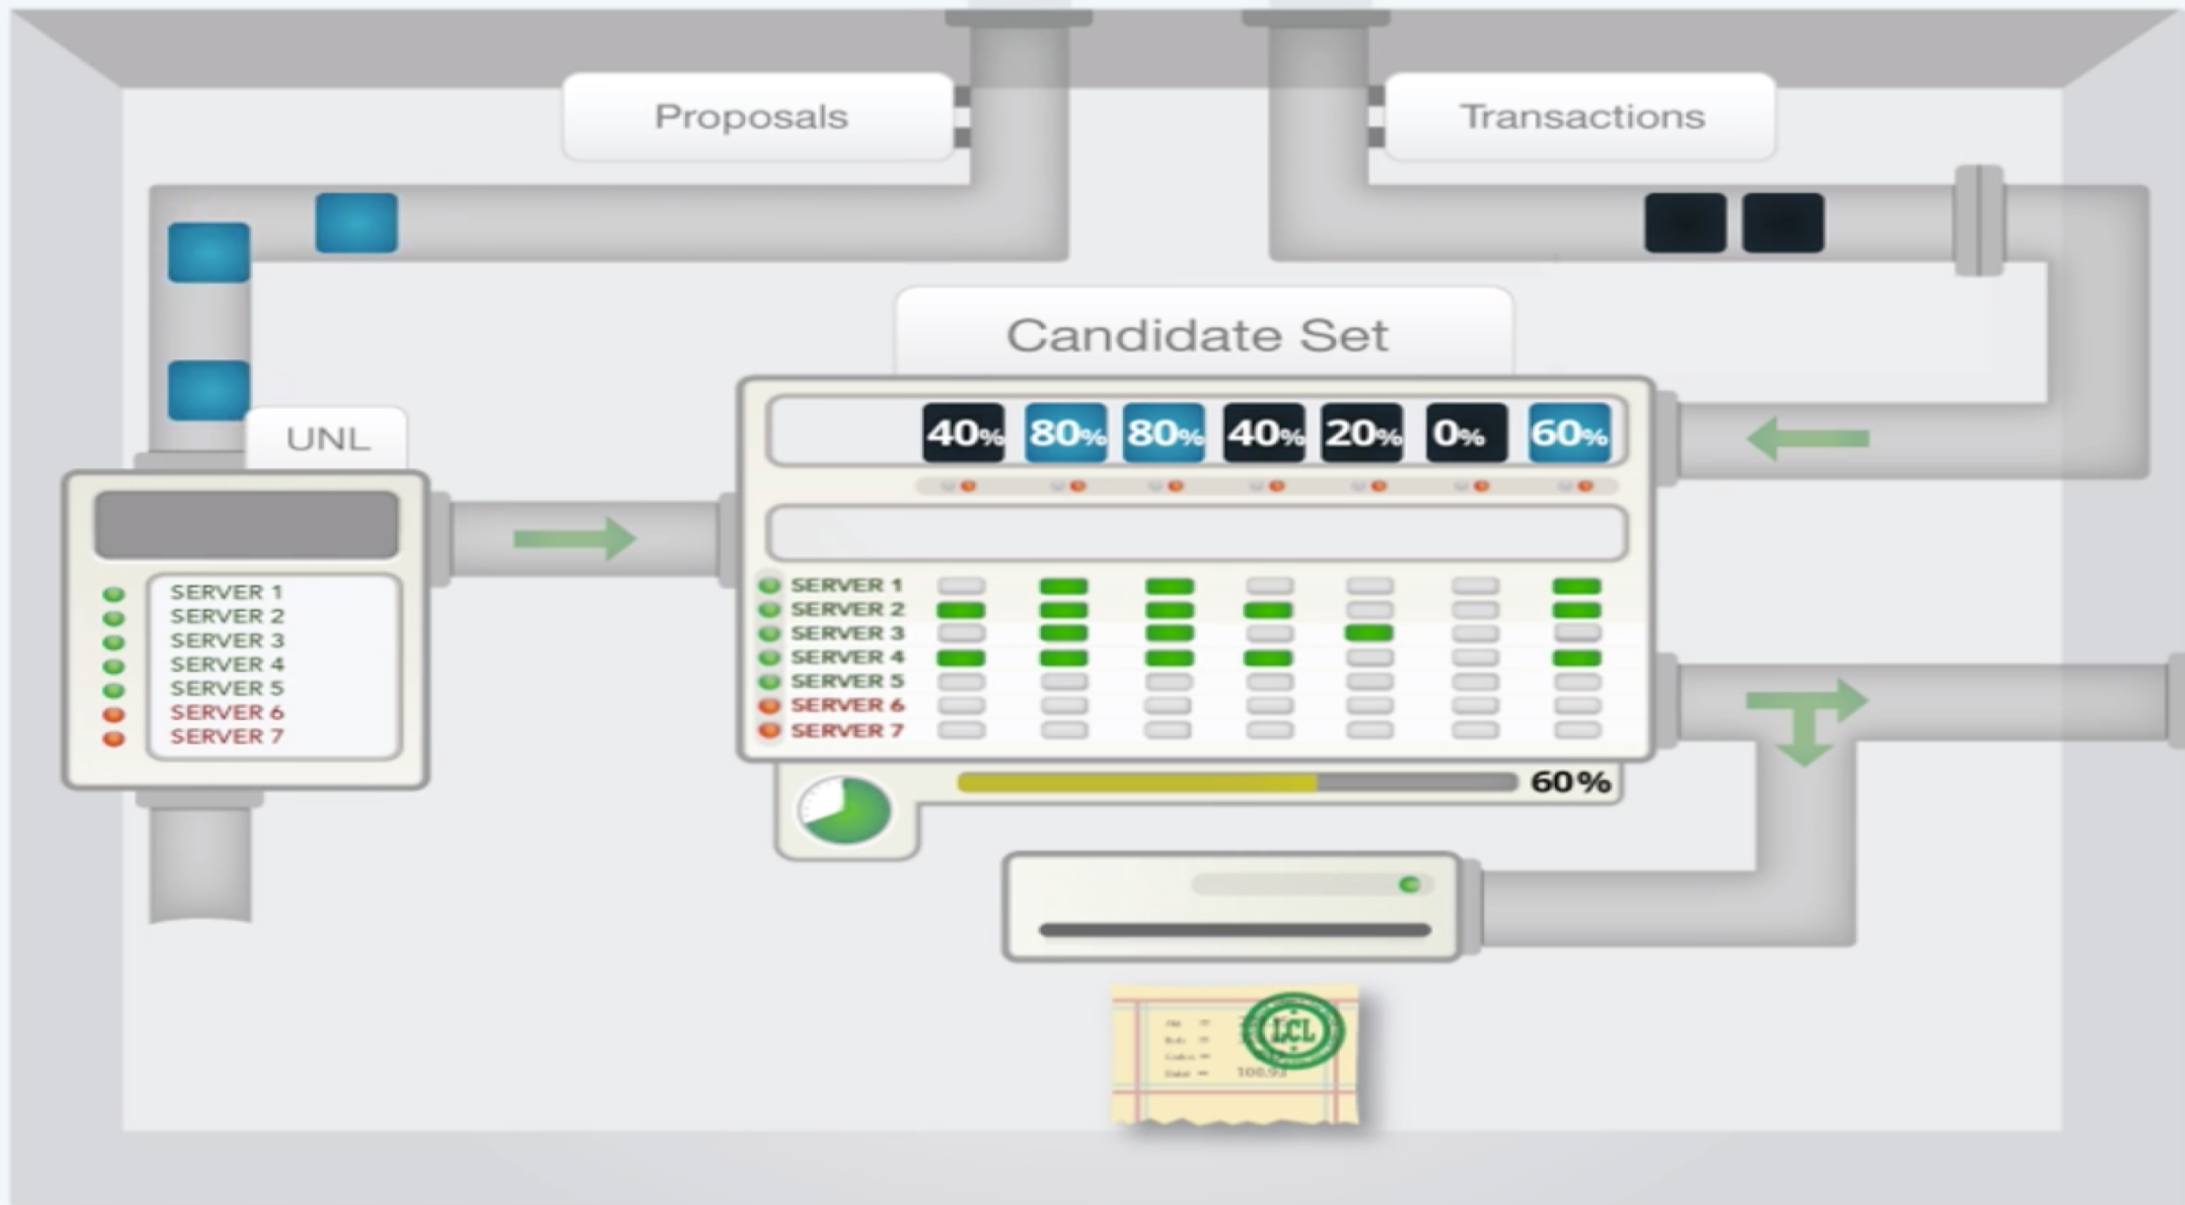 Proposals
Transactions
Candidate Set
40% 80% 80% 40% 20% 0% 60%
UNL
SERVER 1
SERVER 2
SERVER 3
SERVER 4
SERVER 5
SERVER 6
SERVER 7
SERVER 1
SERVER 2
SERVER 3
SERVER 4
SERVER 5
SERVER 6
SERVER 7
60%
LCL
100.93